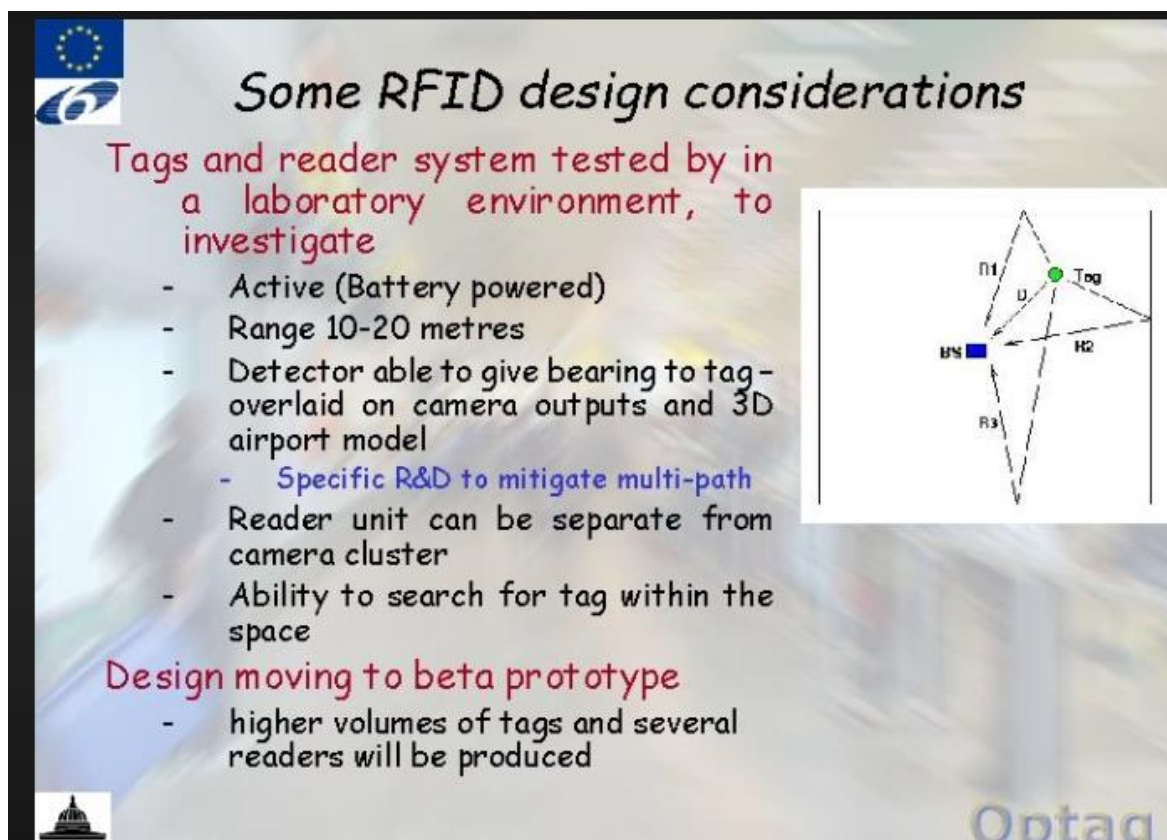 Some RFID design considerations
Tags and reader system tested by in
a laboratory environment, to
investigate
- Active (Battery powered)
- Range 10-20 metres
- Detector able to give bearing to tag –
overlaid on camera outputs and 3D
airport model
- Specific R&D to mitigate multi-path
- Reader unit can be separate from
camera cluster
- Ability to search for tag within the
space
Design moving to beta prototype
- higher volumes of tags and several
readers will be produced
R1
Tag
D
BS
R2
R3
6
Optag